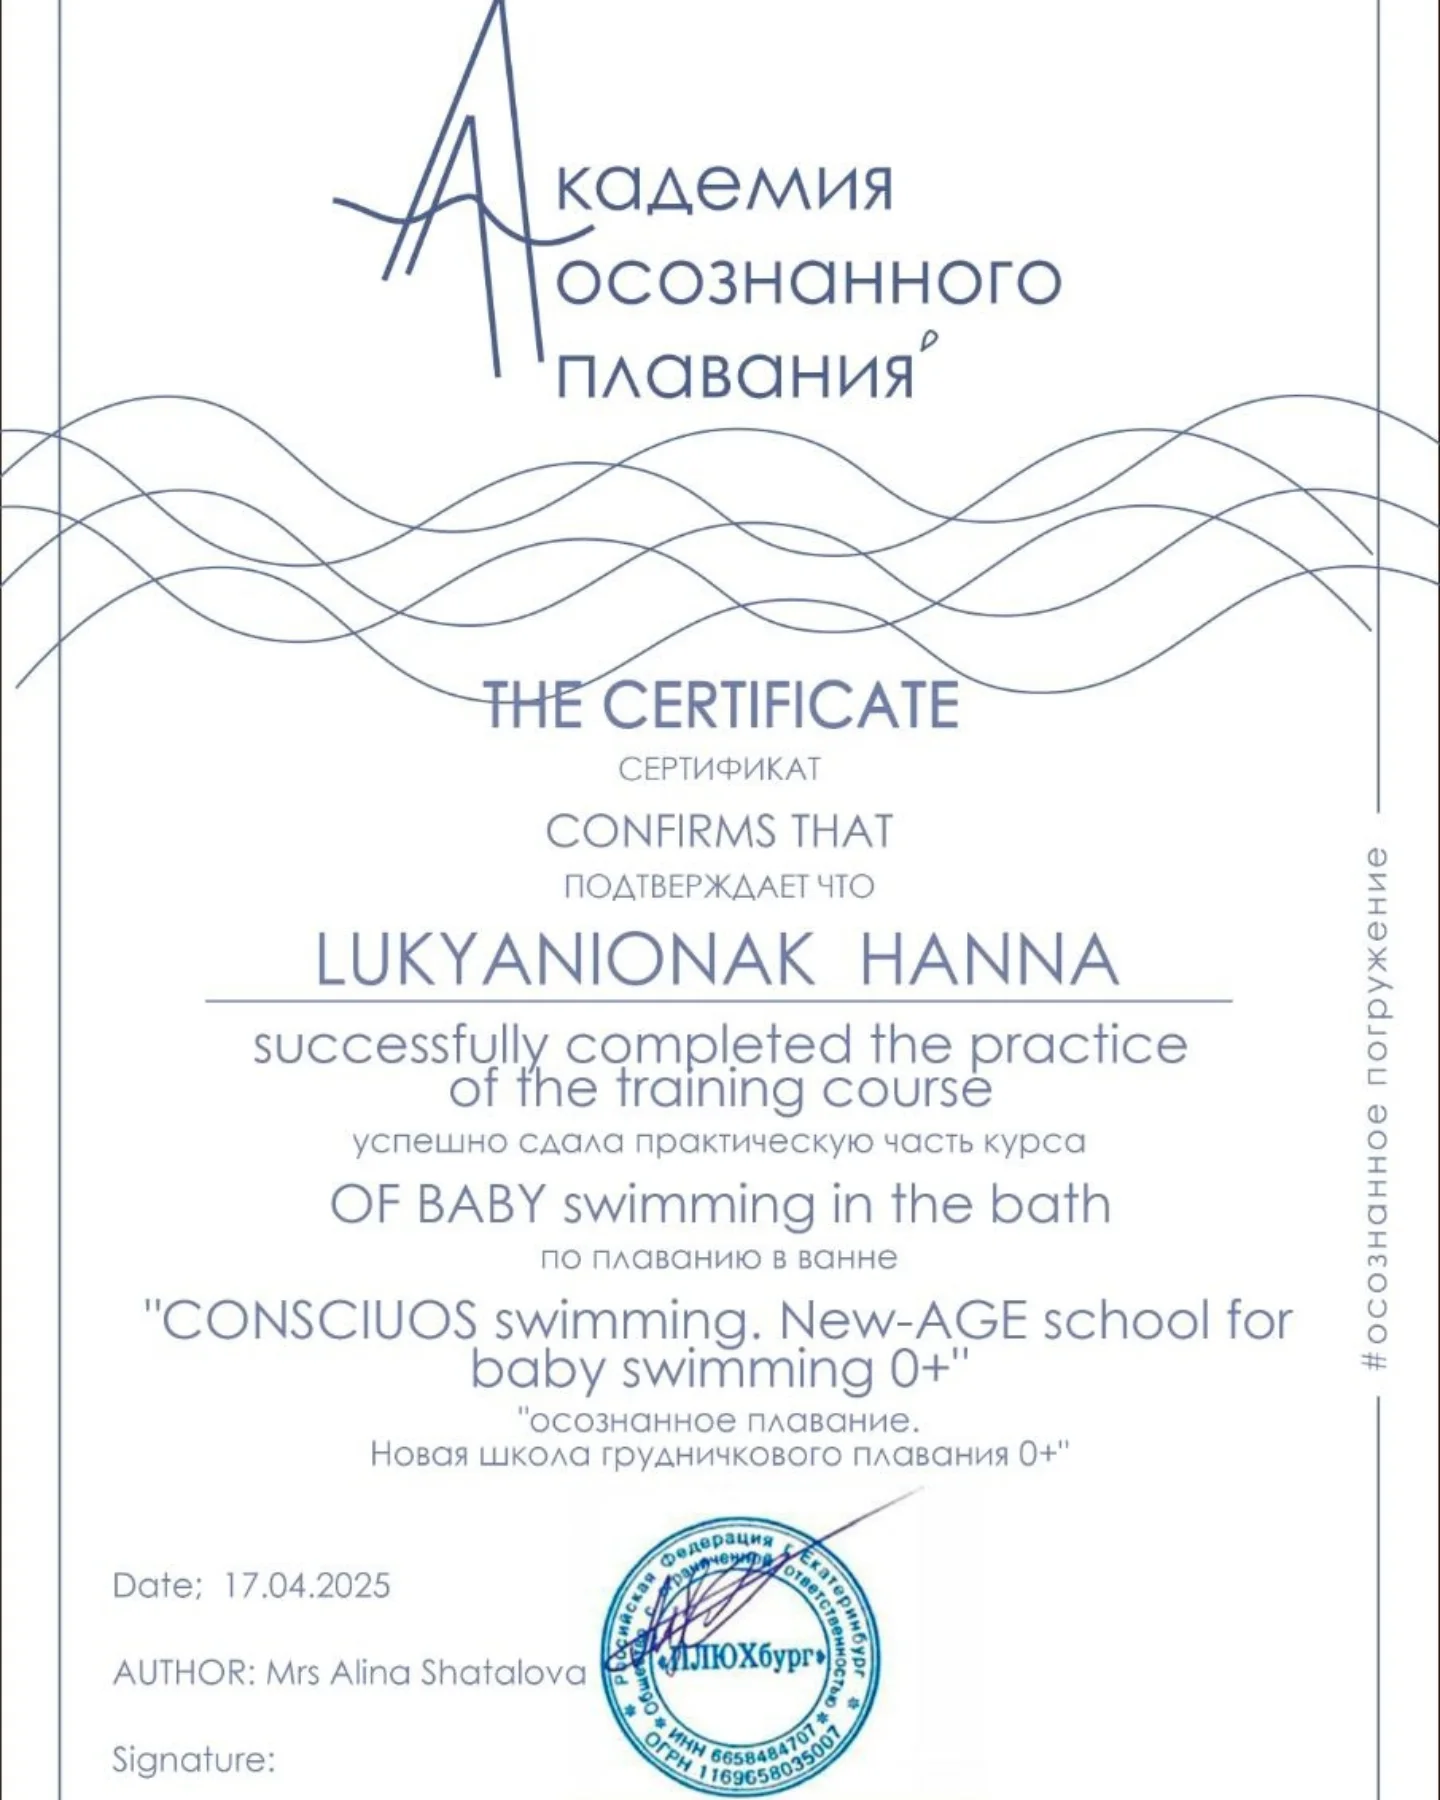 Академия
осознанного
плавания
THE CERTIFICATE
СЕРТИФИКАТ
CONFIRMS THAT
ПОДТВЕРЖДАЕТ ЧТО
LUKYANIONAK HANNA
successfully completed the practice
of the training course
успешно сдала практическую часть курса
OF BABY swimming in the bath
по плаванию в ванне
"CONSCIUOS swimming. New-AGE school for
baby swimming 0+"
"осознанное плавание.
Новая школа грудничкового плавания 0+"
#осознанное погружение
Date; 17.04.2025
AUTHOR: Mrs Alina Shatalova
Signature:
* Российская Федерация г. Екатеринбург *
Общество с ограниченной ответственностью
«ПЛЮХбург»
* ИНН 6658484707 *
ОГРН 1169658035007